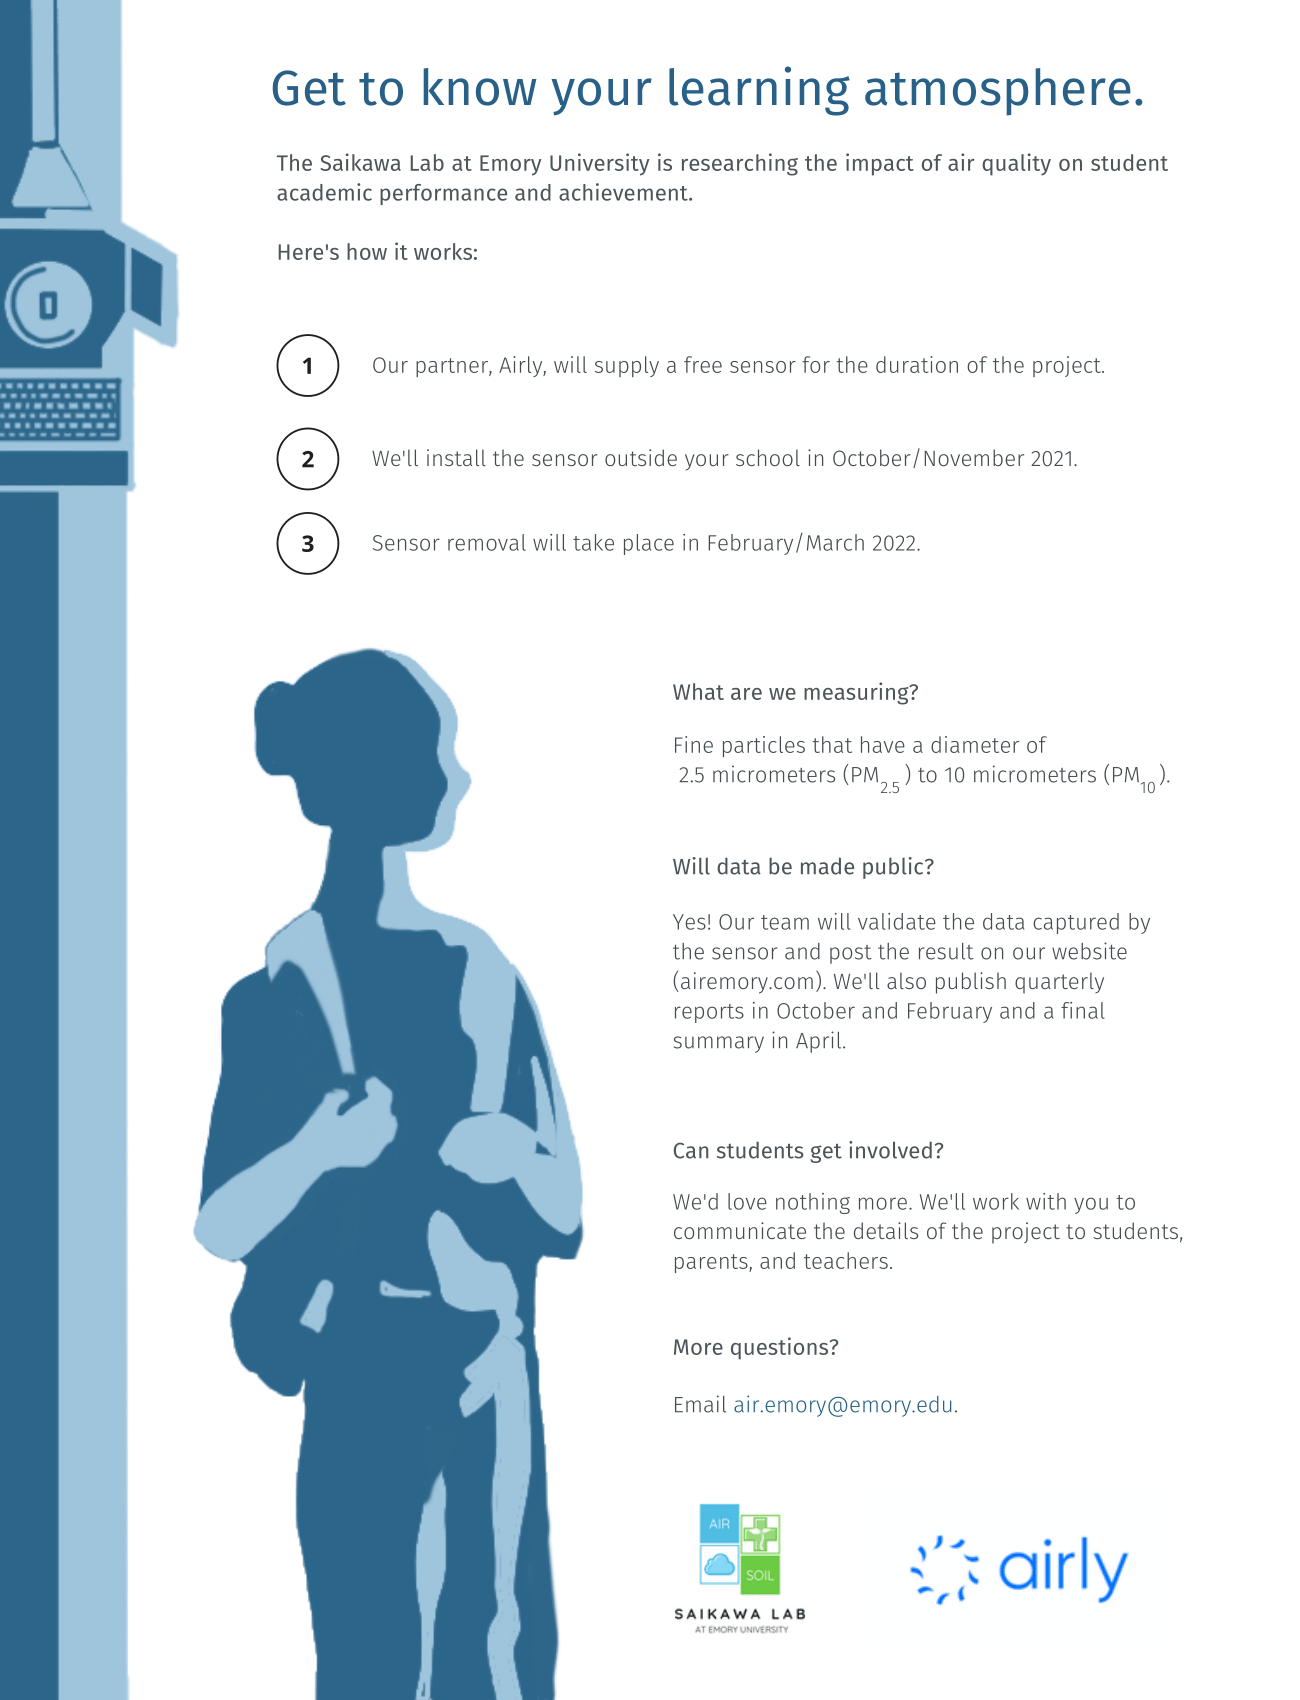 Get to know your learning atmosphere.
The Saikawa Lab at Emory University is researching the impact of air quality on student
academic performance and achievement.
Here's how it works:
1 Our partner, Airly, will supply a free sensor for the duration of the project.
2 We'll install the sensor outside your school in October/November 2021.
3 Sensor removal will take place in February/March 2022.
What are we measuring?
Fine particles that have a diameter of
2.5 micrometers (PM2.5 ) to 10 micrometers (PM10 ).
Will data be made public?
Yes! Our team will validate the data captured by
the sensor and post the result on our website
(airemory.com). We'll also publish quarterly
reports in October and February and a final
summary in April.
Can students get involved?
We'd love nothing more. We'll work with you to
communicate the details of the project to students,
parents, and teachers.
More questions?
Email air.emory@emory.edu.
AIR
SOIL
SAIKAWA LAB
AT EMORY UNIVERSITY
airly